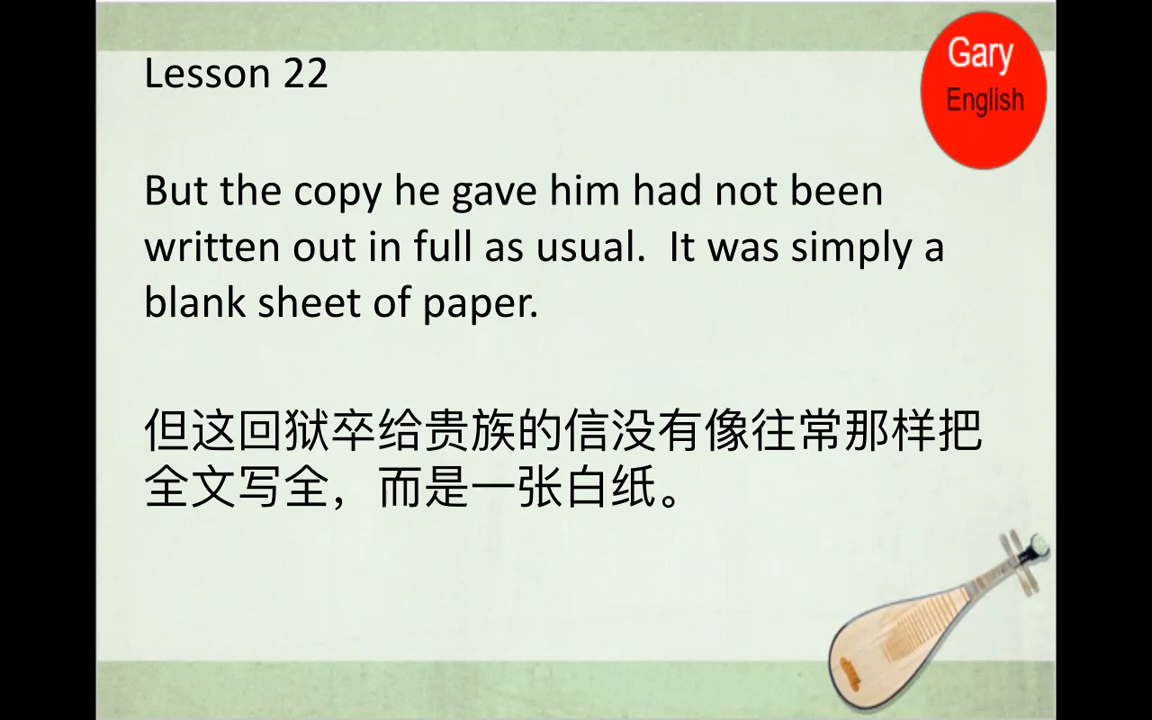 Lesson 22
Gary
English
But the copy he gave him had not been
written out in full as usual.  It was simply a
blank sheet of paper.
但这回狱卒给贵族的信没有像往常那样把
全文写全，而是一张白纸。